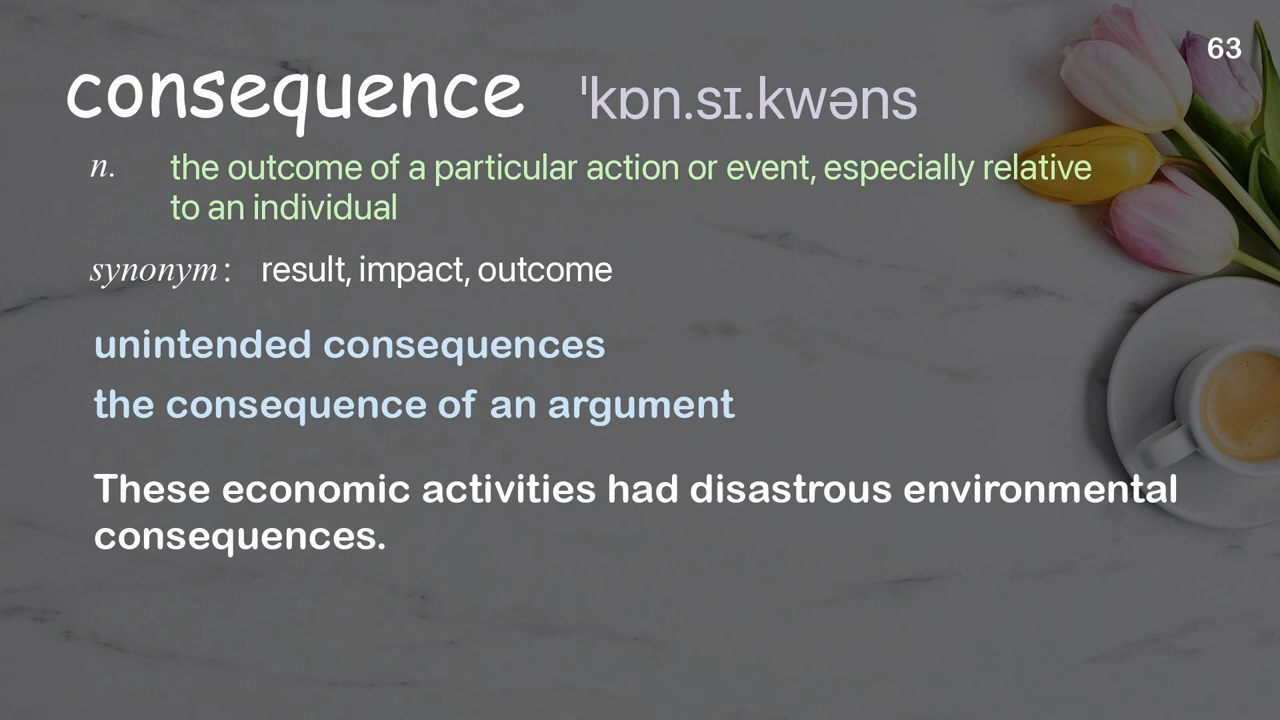 63
consequence ˈkɒn.sɪ.kwəns
n. the outcome of a particular action or event, especially relative
to an individual
synonym : result, impact, outcome
unintended consequences
the consequence of an argument
These economic activities had disastrous environmental
consequences.